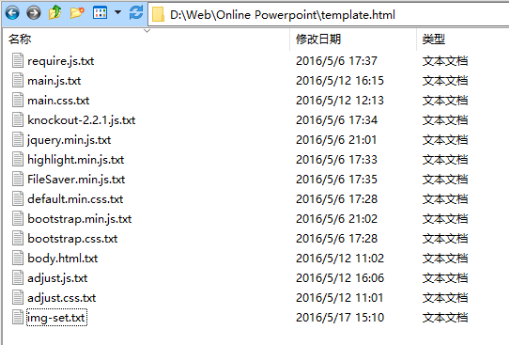 D:\Web\Online Powerpoint\template.html
名称 修改日期 类型
require.js.txt 2016/5/6 17:37 文本文档
main.js.txt 2016/5/12 16:15 文本文档
main.css.txt 2016/5/12 12:13 文本文档
knockout-2.2.1.js.txt 2016/5/6 17:34 文本文档
jquery.min.js.txt 2016/5/6 21:01 文本文档
highlight.min.js.txt 2016/5/6 17:33 文本文档
FileSaver.min.js.txt 2016/5/6 17:35 文本文档
default.min.css.txt 2016/5/6 17:28 文本文档
bootstrap.min.js.txt 2016/5/6 21:02 文本文档
bootstrap.css.txt 2016/5/6 17:28 文本文档
body.html.txt 2016/5/12 11:02 文本文档
adjust.js.txt 2016/5/12 16:06 文本文档
adjust.css.txt 2016/5/12 11:01 文本文档
img-set.txt 2016/5/17 15:10 文本文档